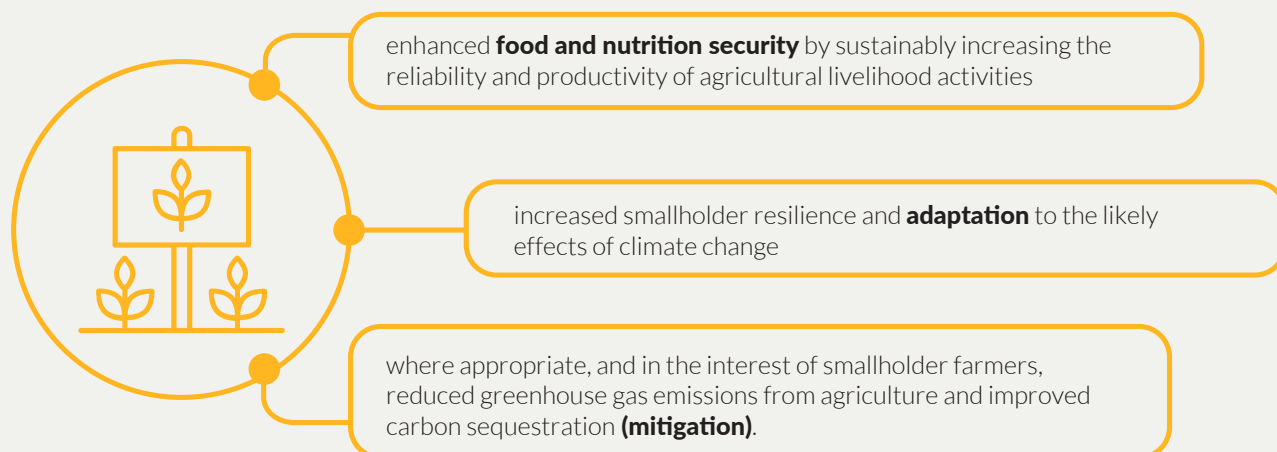 enhanced food and nutrition security by sustainably increasing the
reliability and productivity of agricultural livelihood activities
increased smallholder resilience and adaptation to the likely
effects of climate change
where appropriate, and in the interest of smallholder farmers,
reduced greenhouse gas emissions from agriculture and improved
carbon sequestration (mitigation).